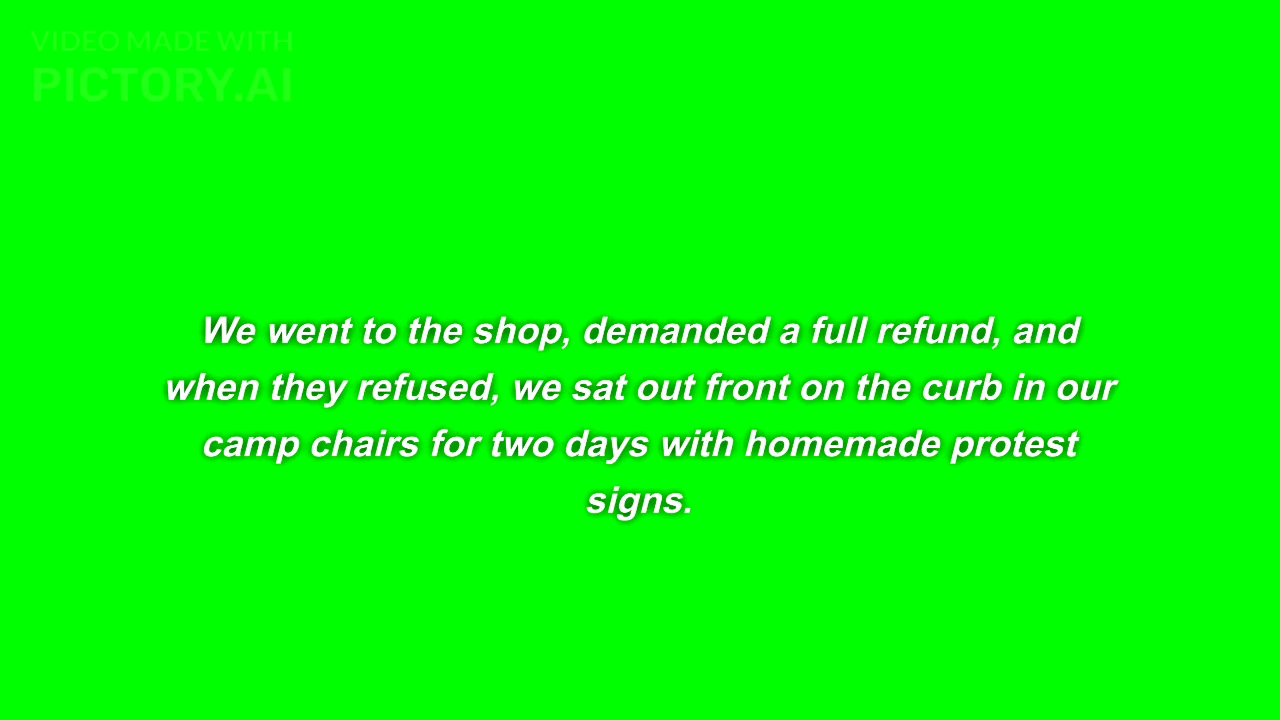 VIDEO MADE WITH
PICTORY.AI
We went to the shop, demanded a full refund, and
when they refused, we sat out front on the curb in our
camp chairs for two days with homemade protest
signs.